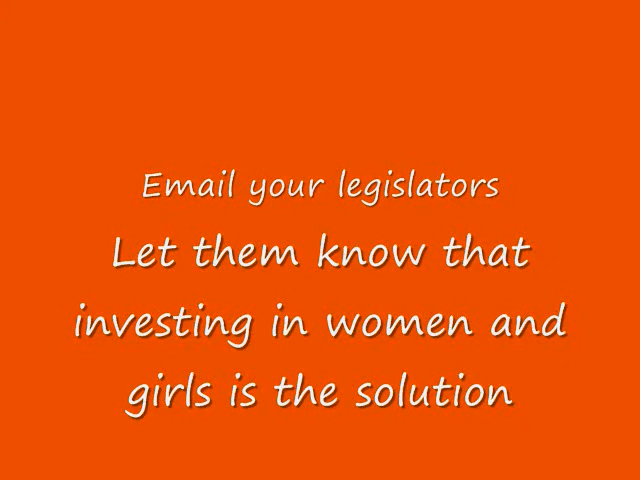 Email your legislators
Let them know that
investing in women and
girls is the solution